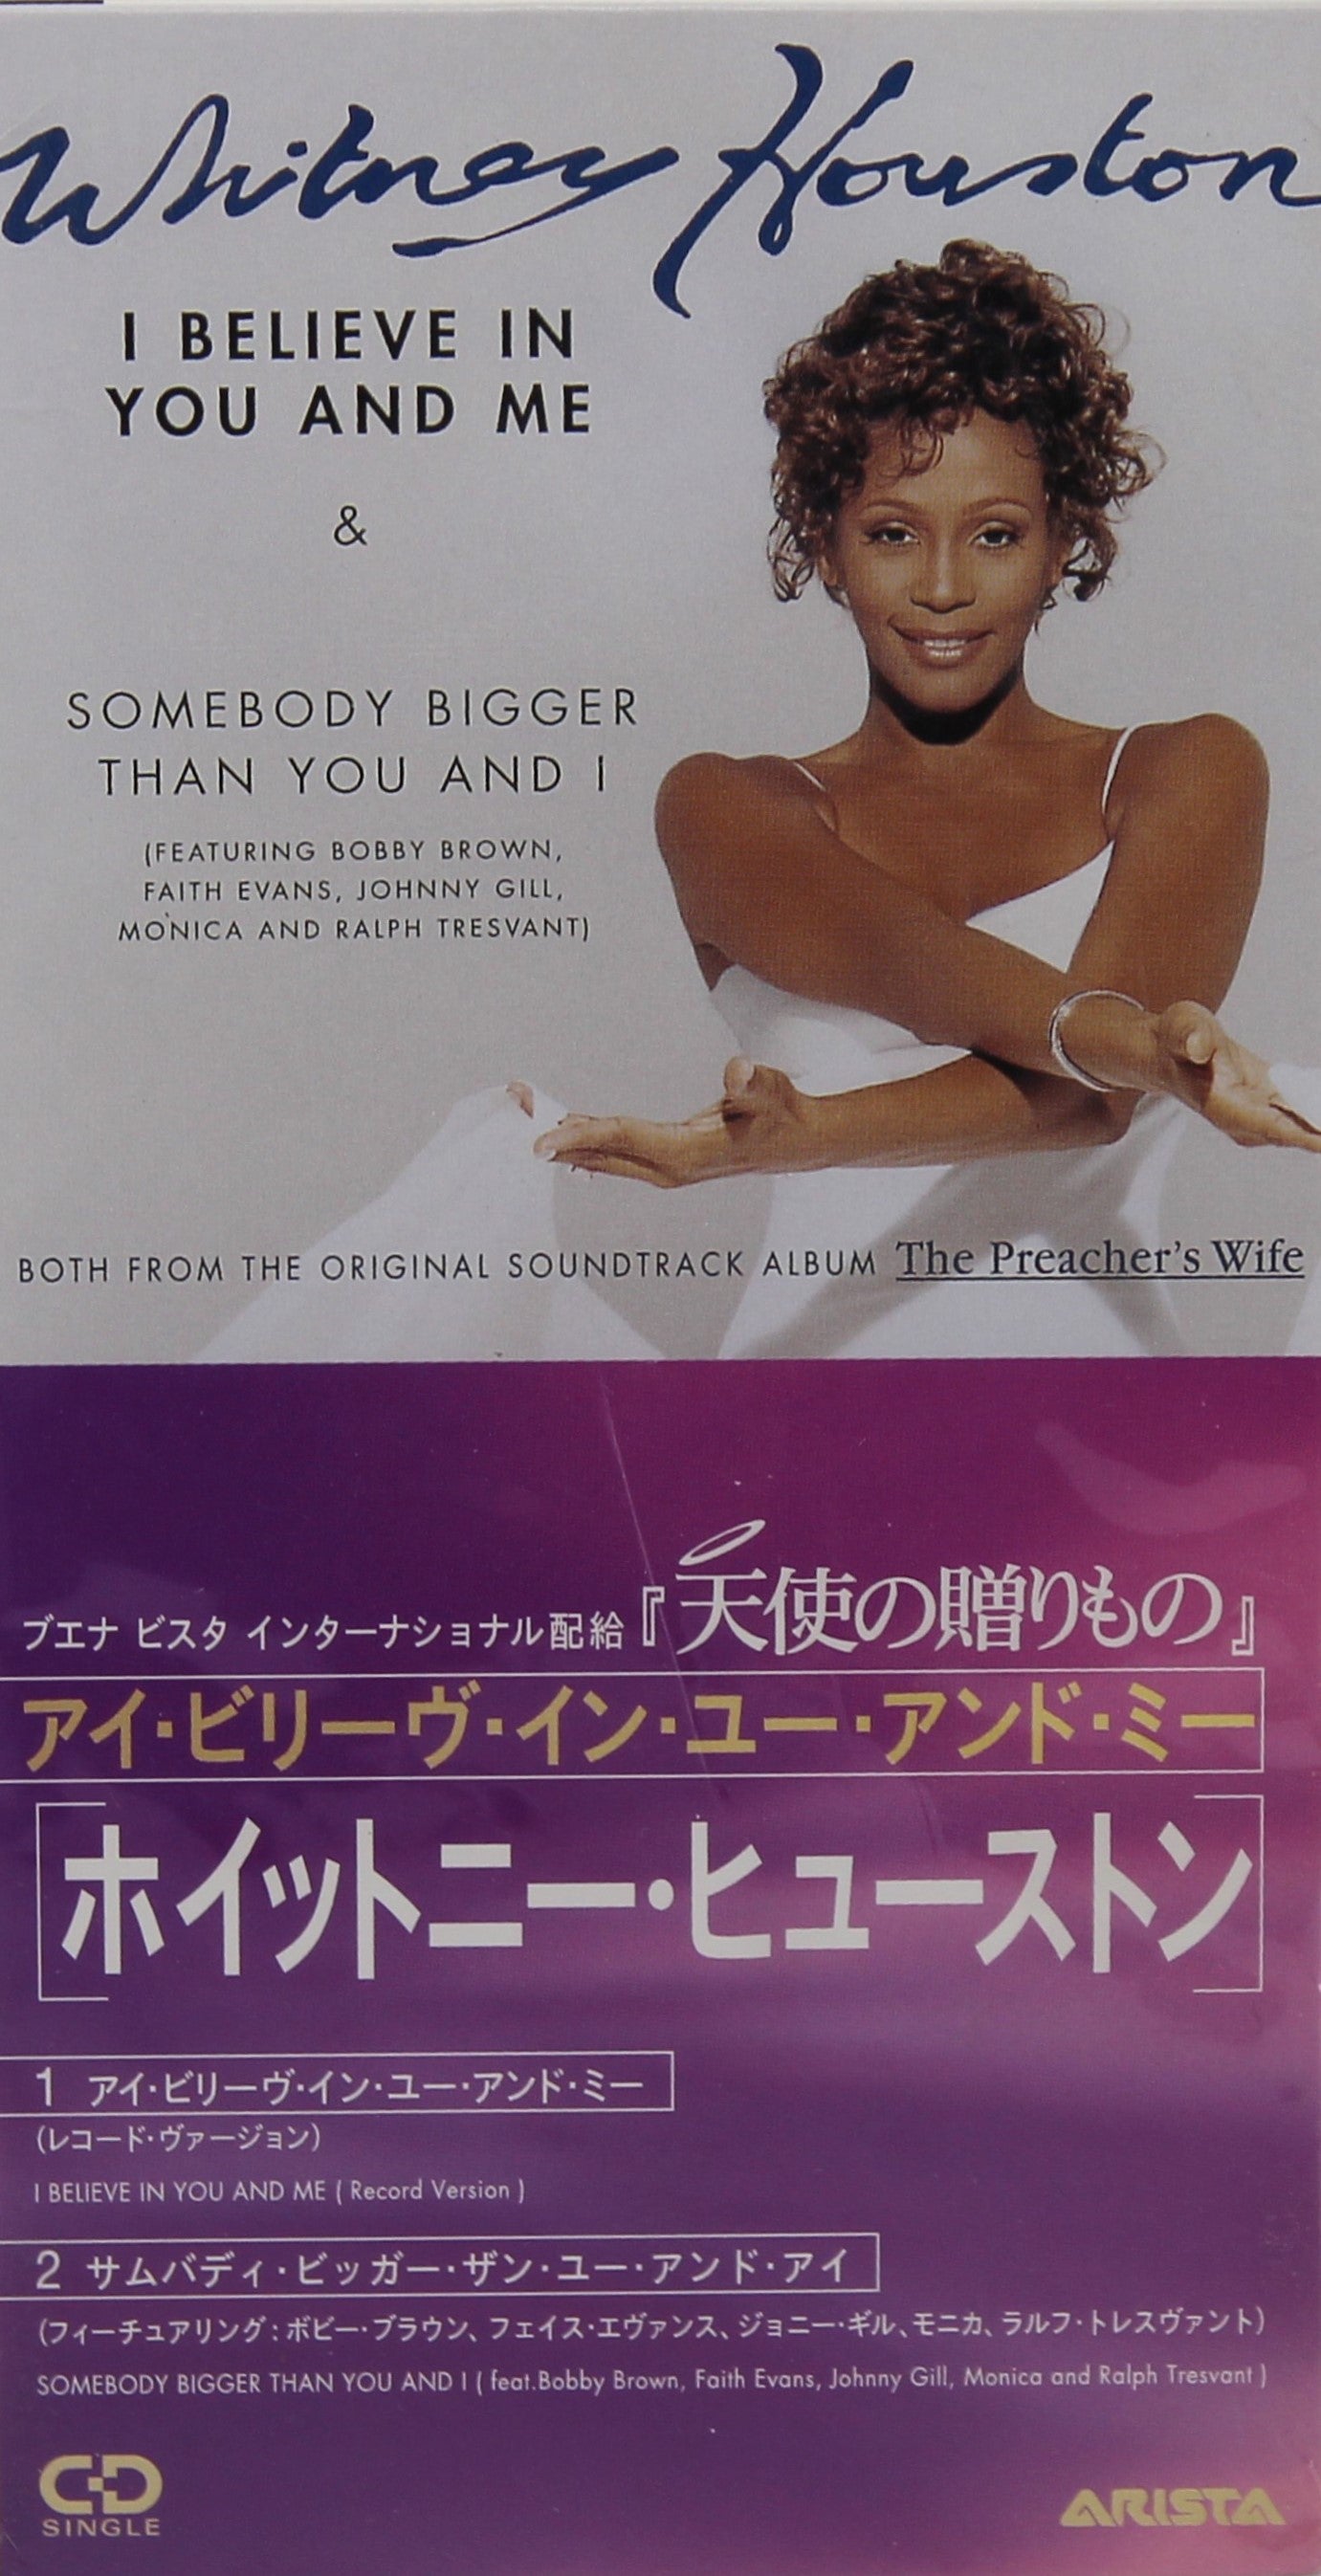 Whitney Houston
I BELIEVE IN
YOU AND ME
&
SOMEBODY BIGGER
THAN YOU AND I
(FEATURING BOBBY BROWN,
FAITH EVANS, JOHNNY GILL,
MONICA AND RALPH TRESVANT)
BOTH FROM THE ORIGINAL SOUNDTRACK ALBUM The Preacher's Wife
ブエナ ビスタ インターナショナル配給『天使の贈りもの』
アイ・ビリーヴ・イン・ユー・アンド・ミー
ホイットニー・ヒューストン
1 アイ・ビリーヴ・イン・ユー・アンド・ミー
(レコード・ヴァージョン)
I BELIEVE IN YOU AND ME ( Record Version )
2 サムバディ・ビッガー・ザン・ユー・アンド・アイ
(フィーチュアリング:ボビー・ブラウン、フェイス・エヴァンス、ジョニー・ギル、モニカ、ラルフ・トレスヴァント)
SOMEBODY BIGGER THAN YOU AND I ( feat.Bobby Brown, Faith Evans, Johnny Gill, Monica and Ralph Tresvant )
CD
SINGLE
ARISTA